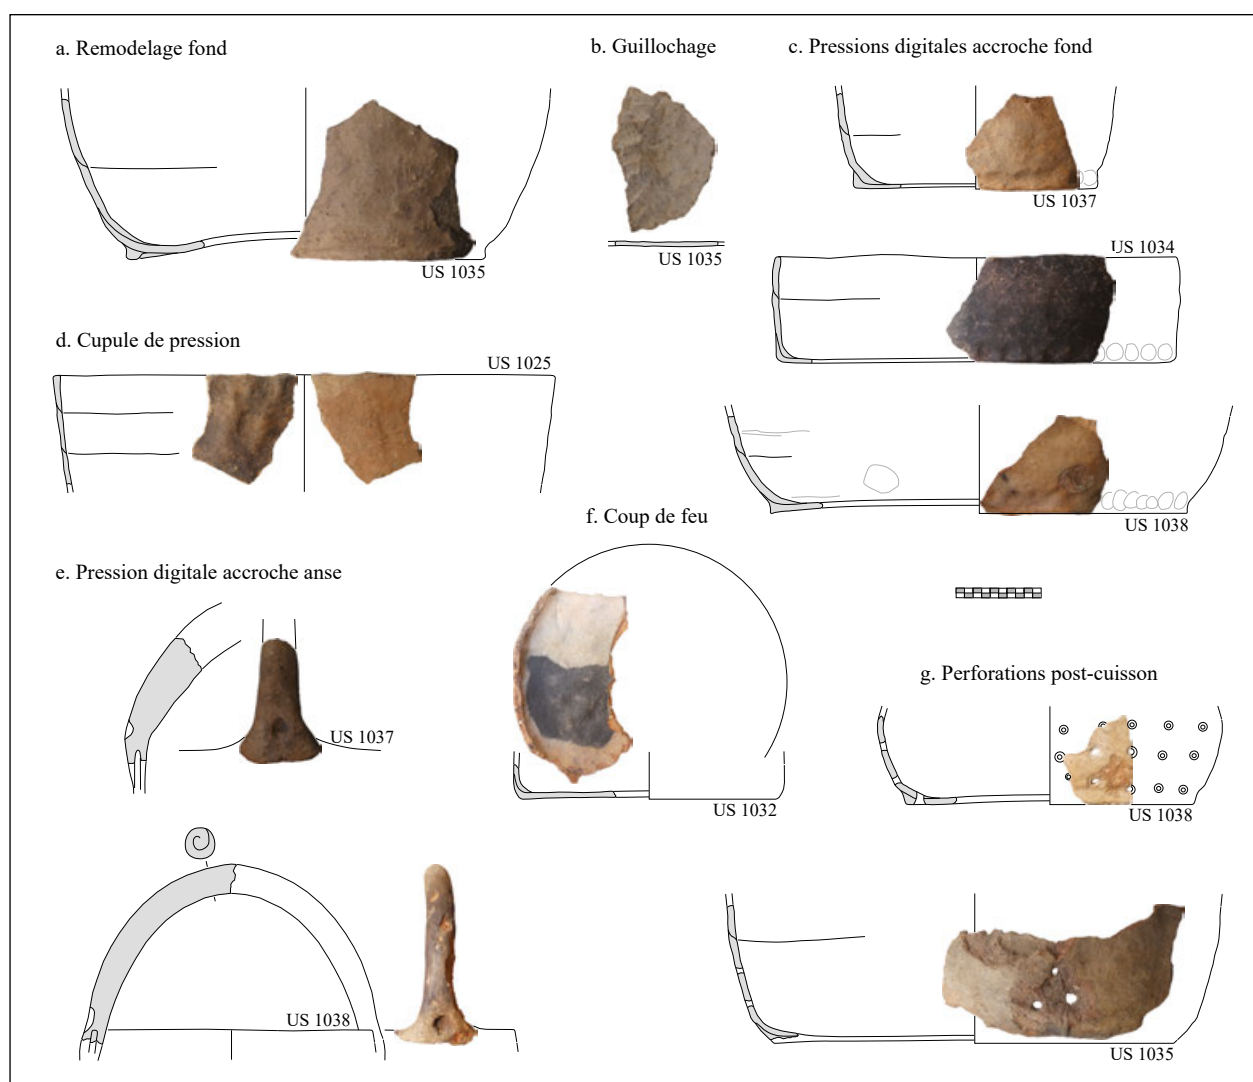 a. Remodelage fond
US 1035
b. Guillochage
US 1035
c. Pressions digitales accroche fond
US 1037
US 1034
US 1038
d. Cupule de pression
US 1025
e. Pression digitale accroche anse
US 1037
US 1038
f. Coup de feu
US 1032
g. Perforations post-cuisson
US 1038
US 1035